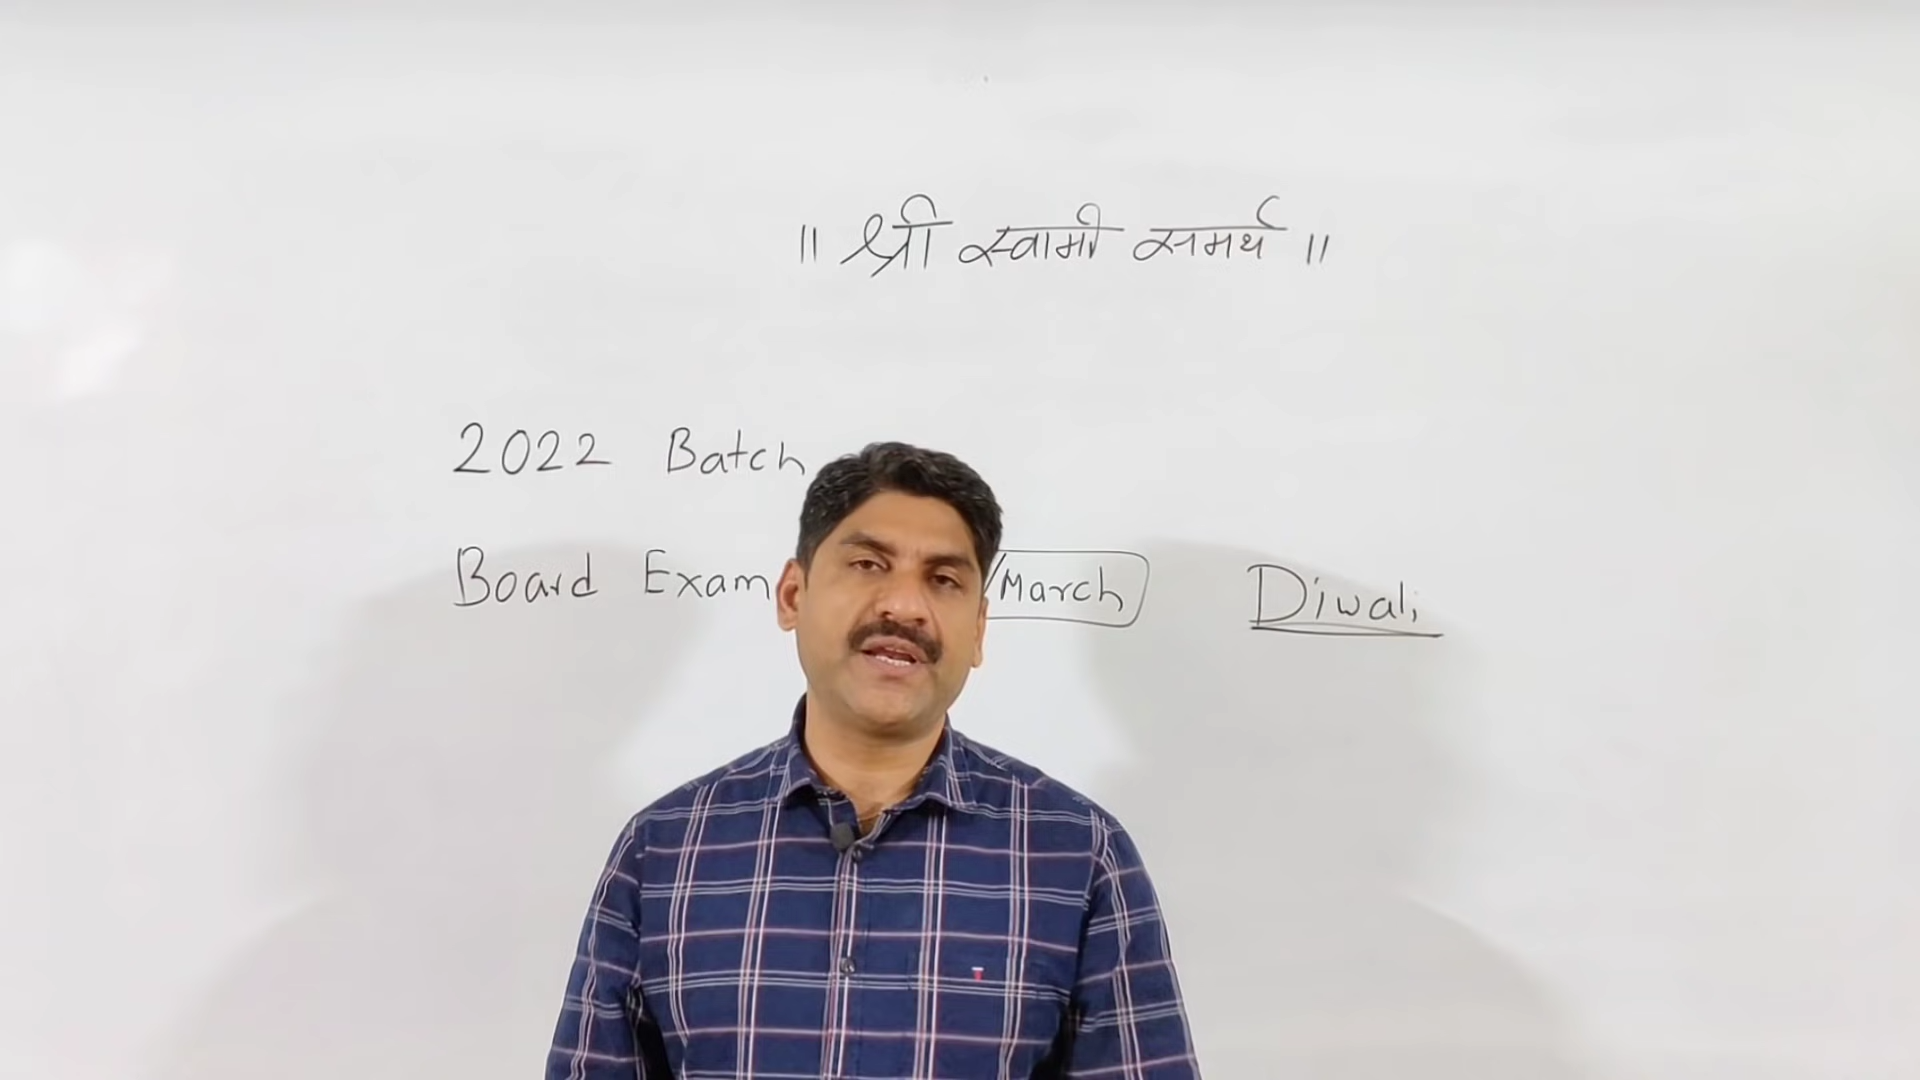 ॥ श्री स्वामी समर्थ ॥
2022 Batch
Board Exam /March Diwali